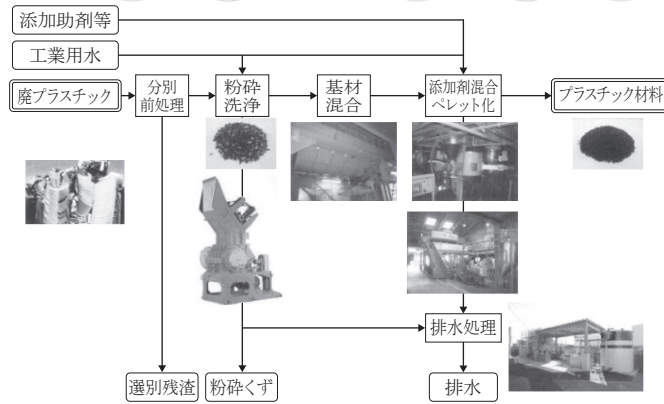 添加助剤等
工業用水
廃プラスチック
分別
前処理
粉砕
洗浄
基材
混合
添加剤混合
ペレット化
プラスチック材料
排水処理
選別残渣
粉砕くず
排水